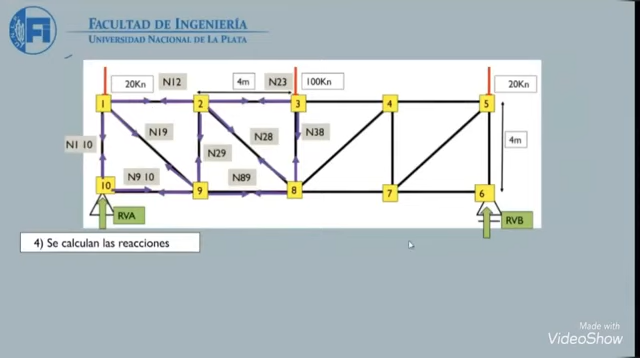 FACULTAD DE INGENIERÍA
UNIVERSIDAD NACIONAL DE LA PLATA
20Kn
N12
4m
N23
100Kn
20Kn
1
2
3
4
5
N19
N28
N38
4m
N1 10
N29
N9 10
N89
10
9
8
7
6
RVA
RVB
4) Se calculan las reacciones
Made with
VideoShow